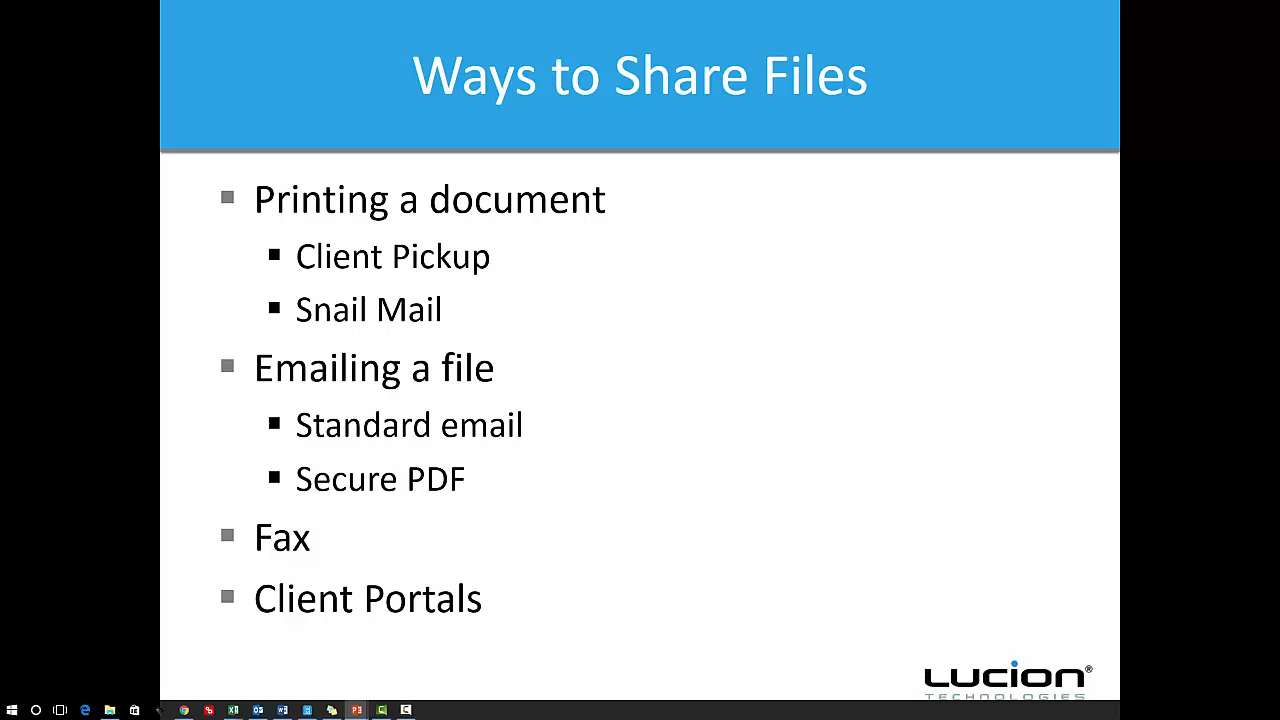 Ways to Share Files
Printing a document
Client Pickup
Snail Mail
Emailing a file
Standard email
Secure PDF
Fax
Client Portals
Lucion®
TECHNOLOGIES